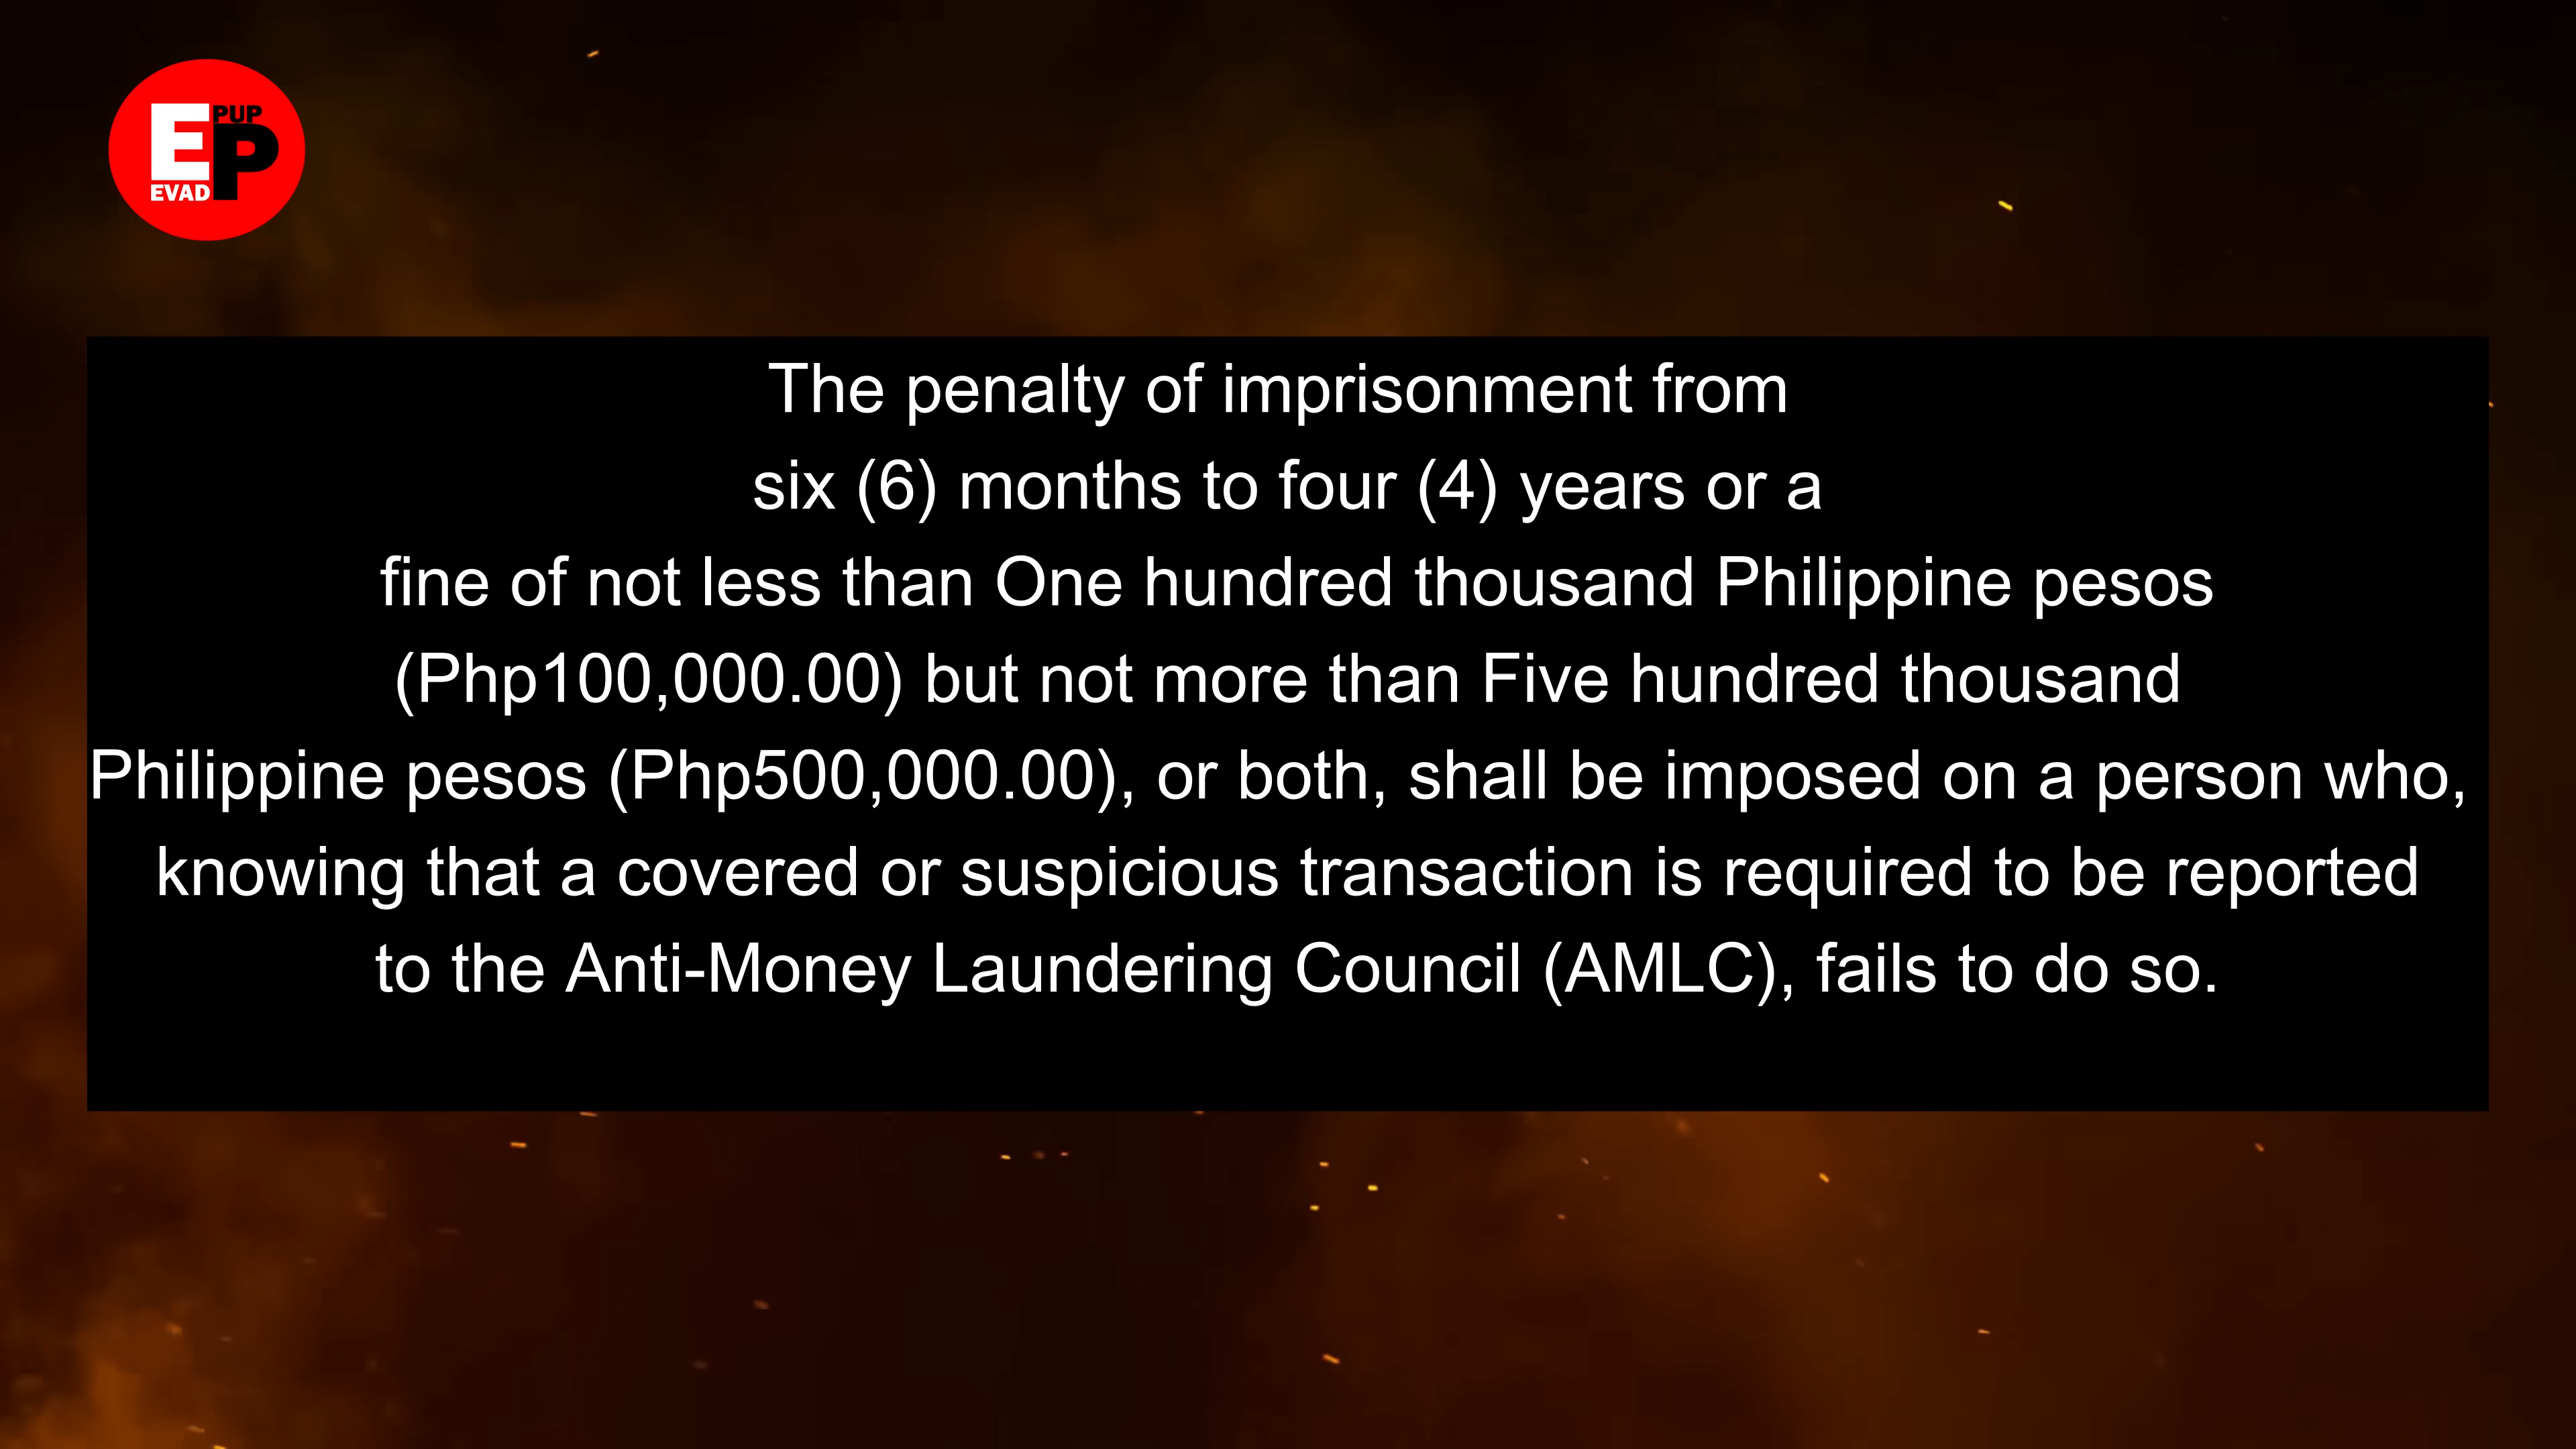 PUP
EP
EVAD
The penalty of imprisonment from
six (6) months to four (4) years or a
fine of not less than One hundred thousand Philippine pesos
(Php100,000.00) but not more than Five hundred thousand
Philippine pesos (Php500,000.00), or both, shall be imposed on a person who,
knowing that a covered or suspicious transaction is required to be reported
to the Anti-Money Laundering Council (AMLC), fails to do so.